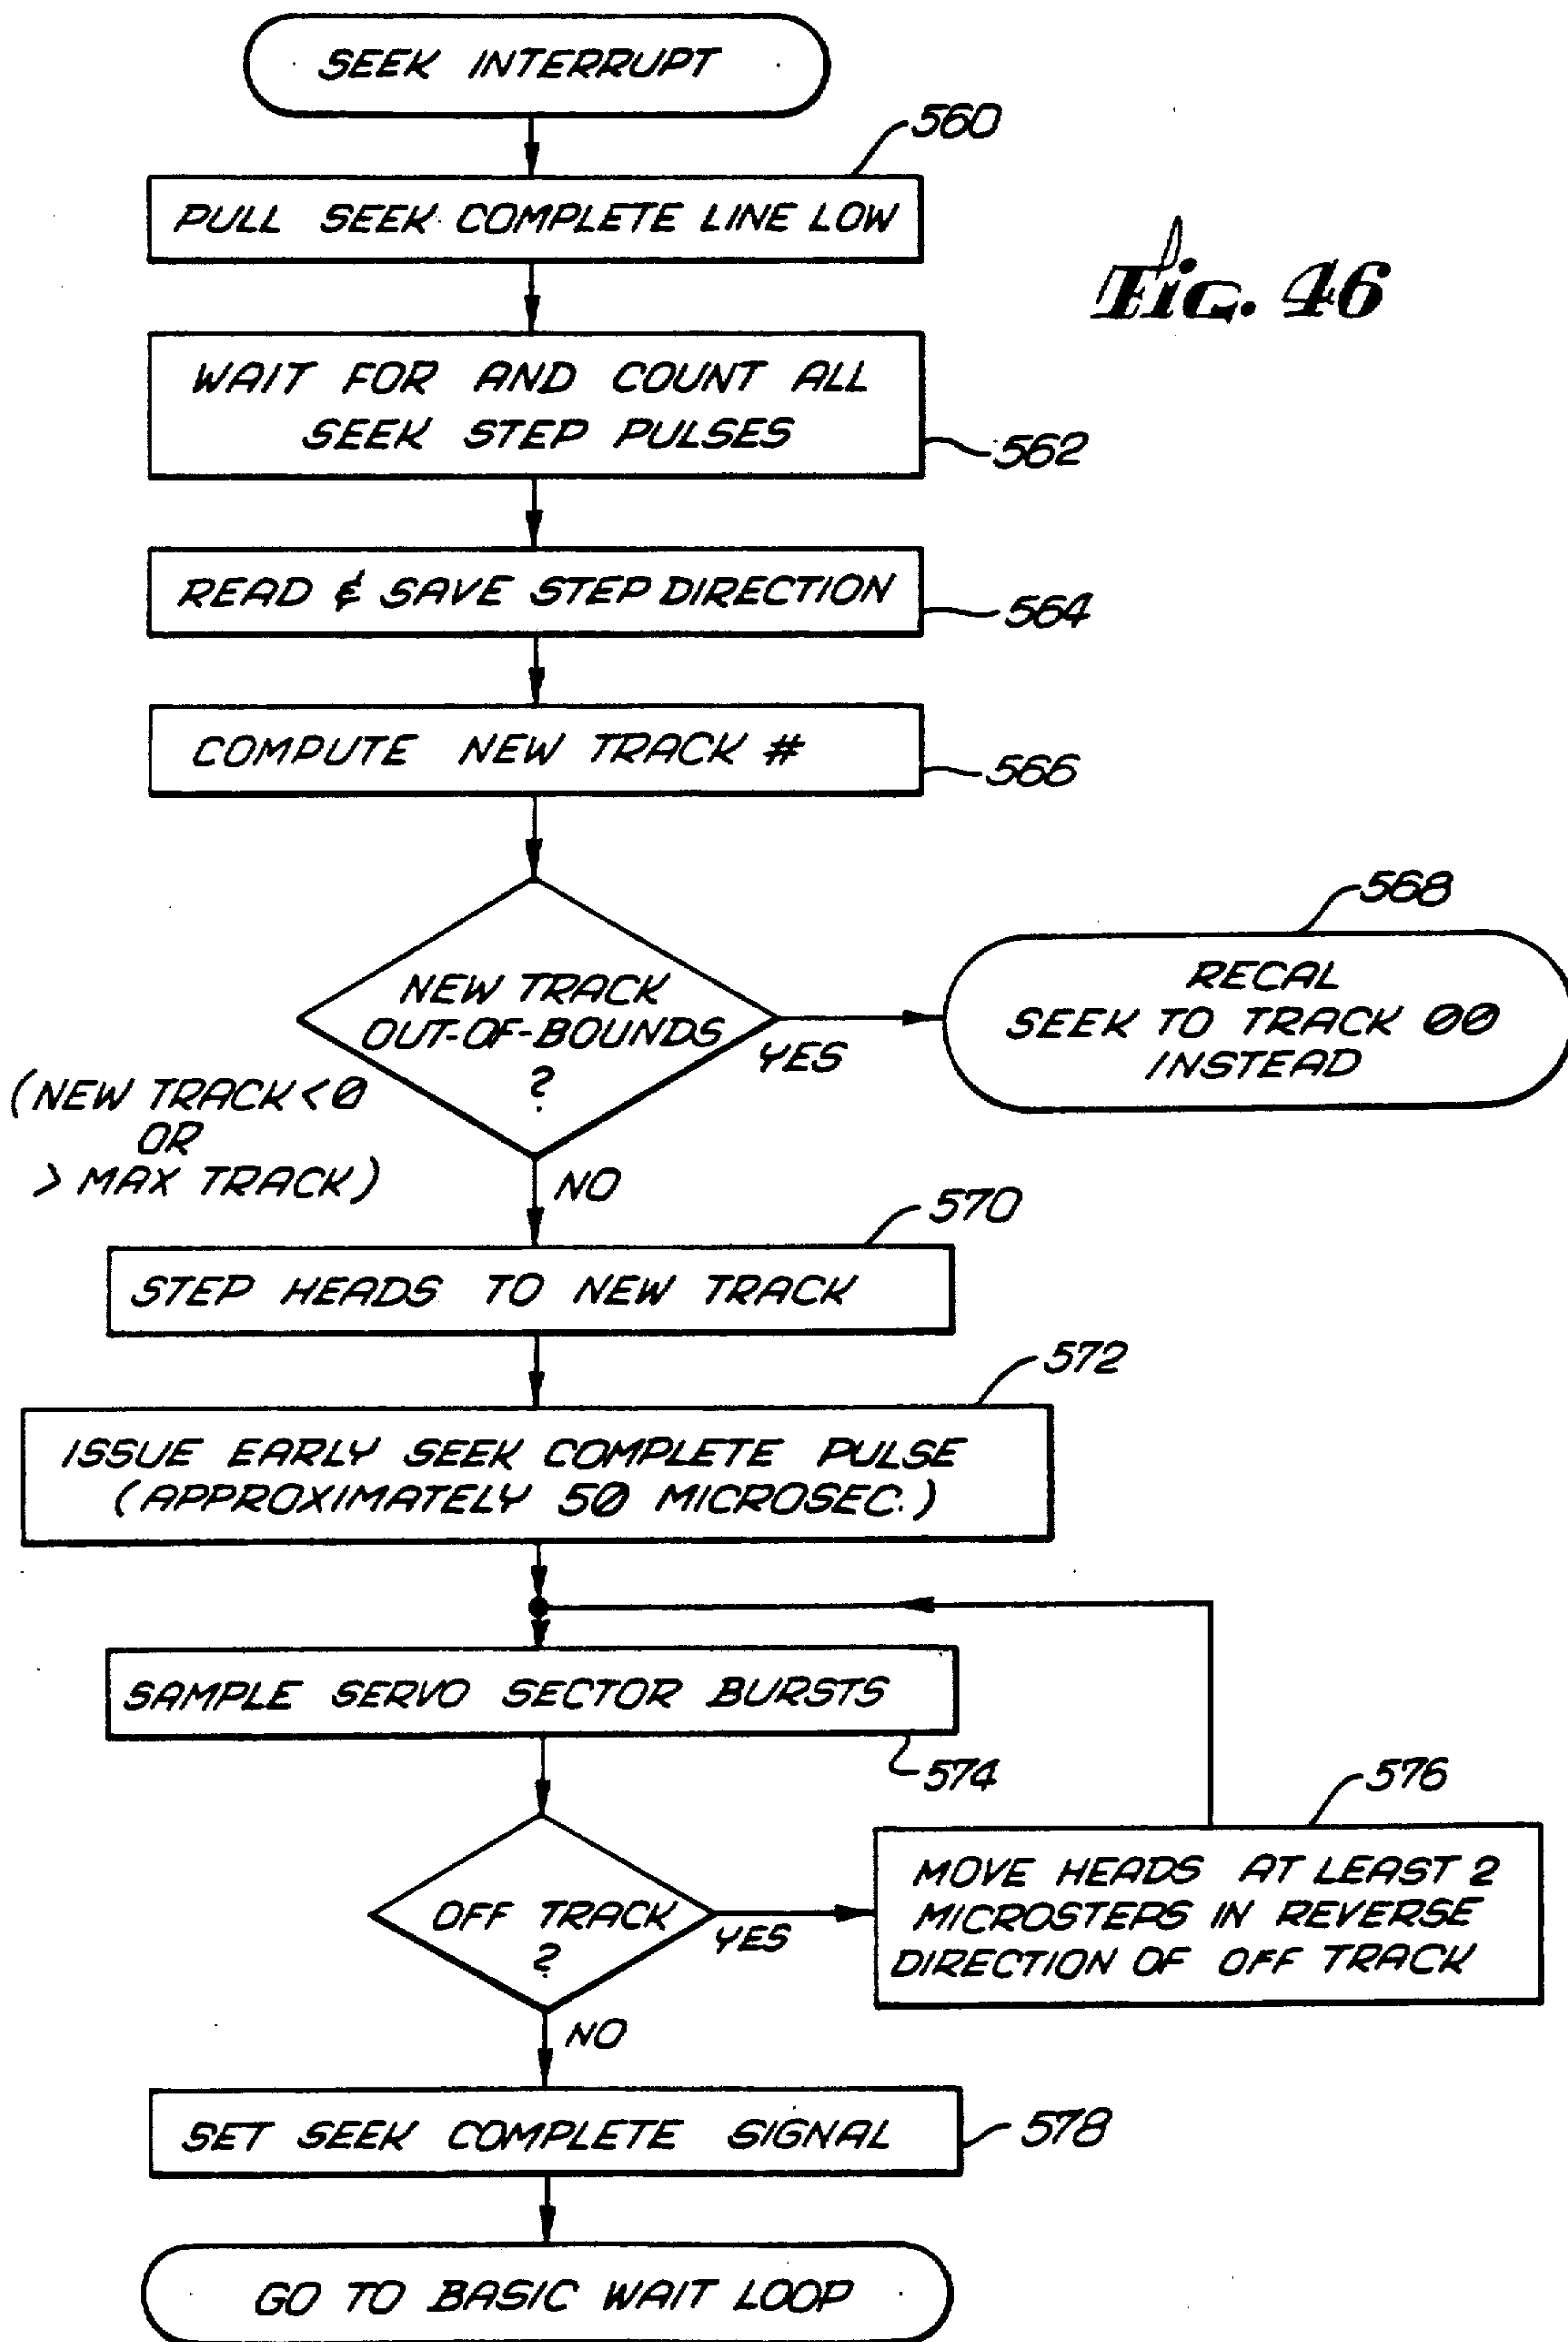 SEEK INTERRUPT
560
PULL SEEK COMPLETE LINE LOW
Fig. 46
WAIT FOR AND COUNT ALL
SEEK STEP PULSES
562
READ & SAVE STEP DIRECTION
564
COMPUTE NEW TRACK #
566
568
NEW TRACK
OUT-OF-BOUNDS
?
YES
RECAL
SEEK TO TRACK 00
INSTEAD
(NEW TRACK < 0
OR
> MAX TRACK)
NO
570
STEP HEADS TO NEW TRACK
572
ISSUE EARLY SEEK COMPLETE PULSE
(APPROXIMATELY 50 MICROSEC.)
SAMPLE SERVO SECTOR BURSTS
574
576
OFF TRACK
?
YES
MOVE HEADS AT LEAST 2
MICROSTERS IN REVERSE
DIRECTION OF OFF TRACK
NO
SET SEEK COMPLETE SIGNAL
578
GO TO BASIC WAIT LOOP